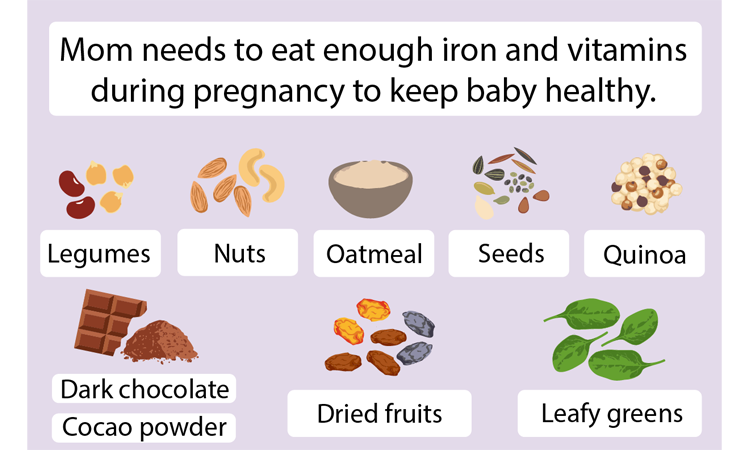 Mom needs to eat enough iron and vitamins
during pregnancy to keep baby healthy.
Legumes
Nuts
Oatmeal
Seeds
Quinoa
Dark chocolate
Cocao powder
Dried fruits
Leafy greens